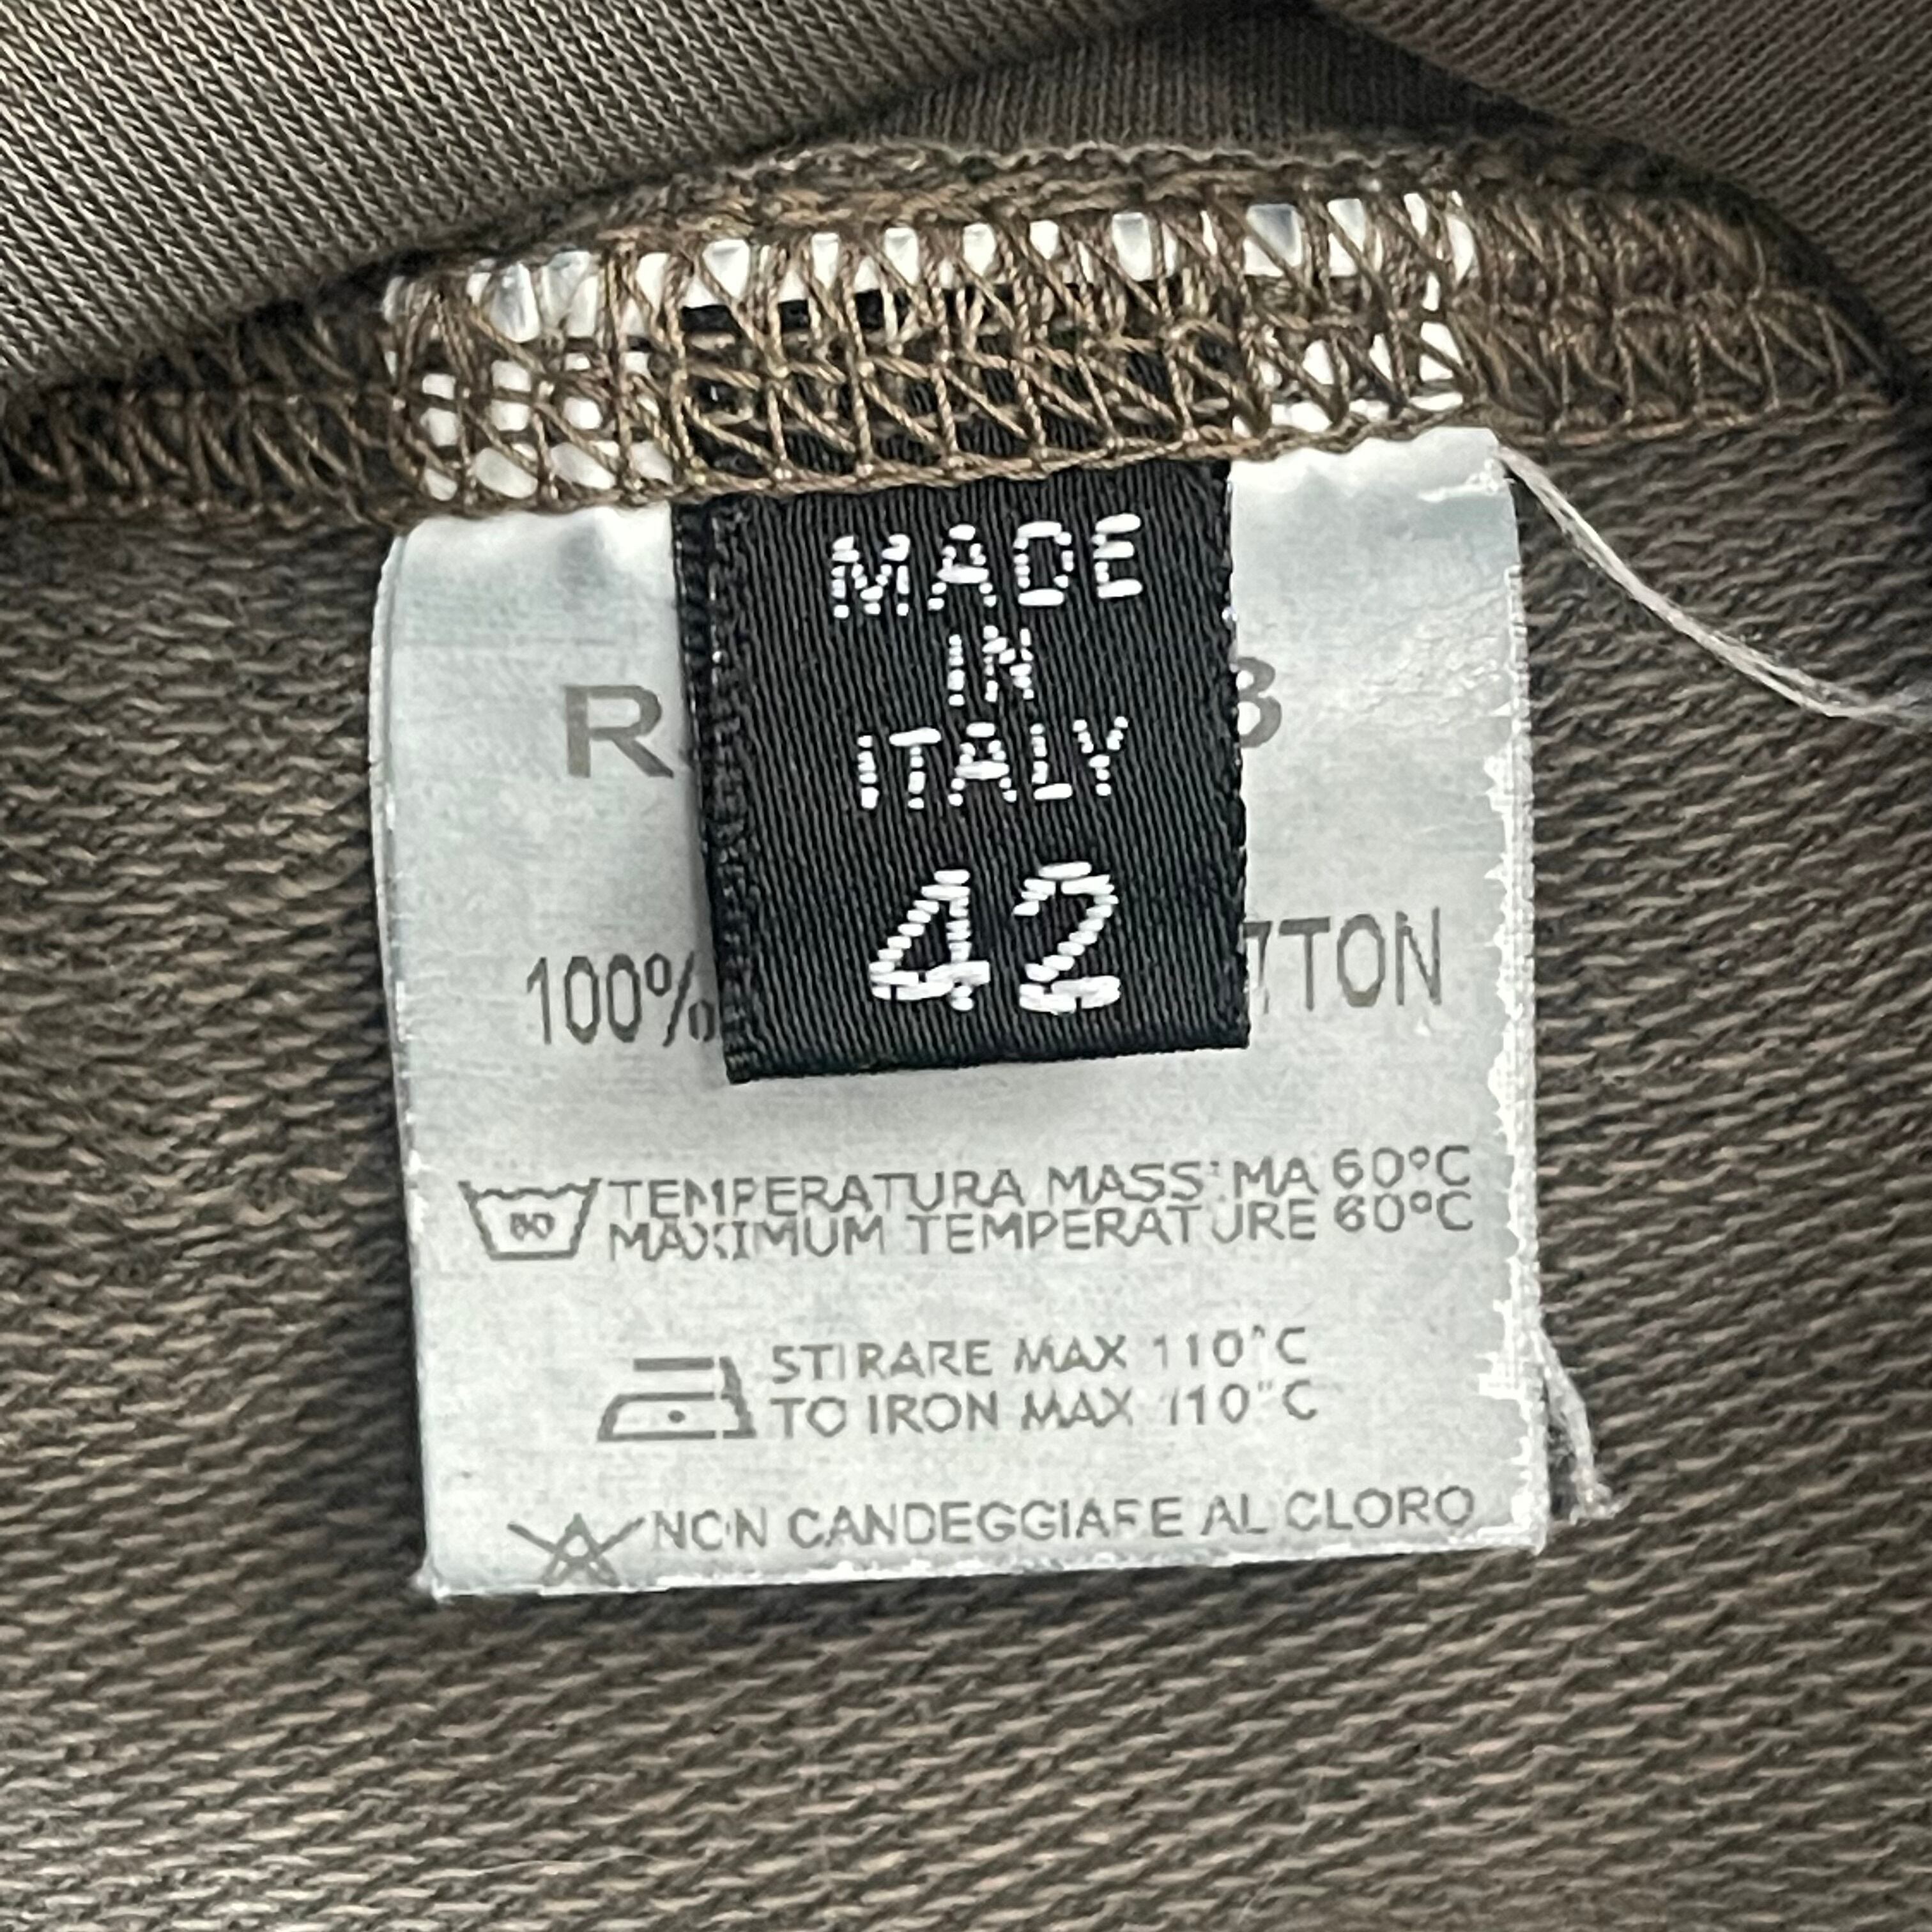 MADE
IN
ITALY
42
100%
TEMPERATURA MASSIMA 60°C
MAXIMUM TEMPERATURE 60°C
60
STIRARE MAX 110°C
TO IRON MAX 110°C
NON CANDEGGIARE AL CLORO